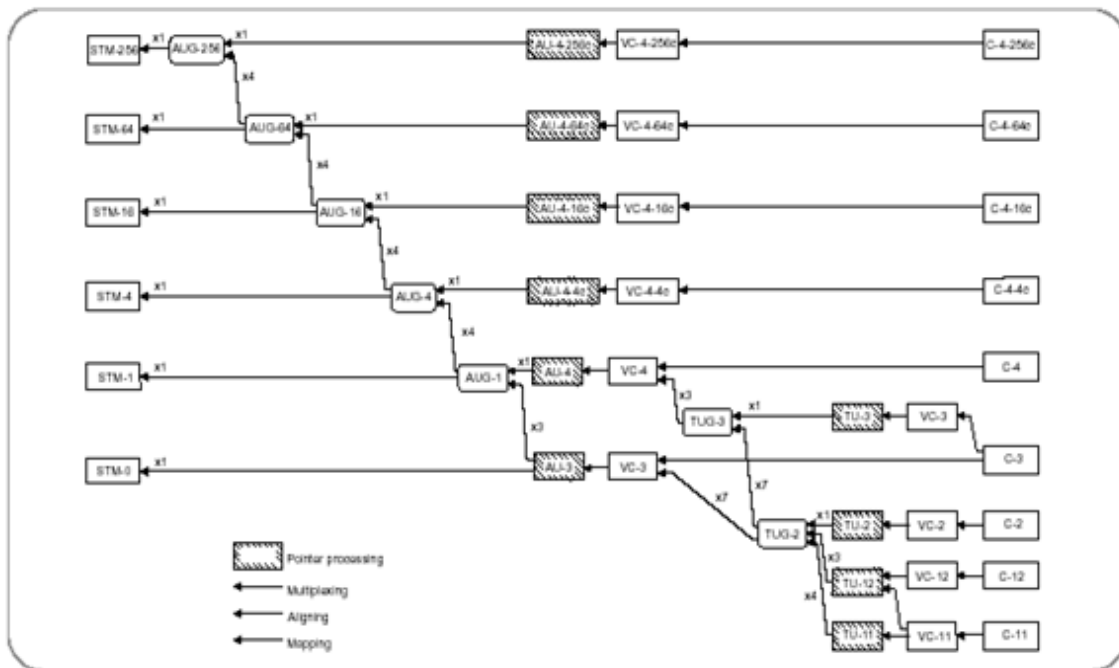 STM-256 x1 AUG-256 x1 AU-4-256c VC-4-256c C-4-256c
x4
STM-64 x1 AUG-64 x1 AU-4-64c VC-4-64c C-4-64c
x4
STM-16 x1 AUG-16 x1 AU-4-16c VC-4-16c C-4-16c
x4
STM-4 x1 AUG-4 x1 AU-4-4c VC-4-4c C-4-4c
x4
STM-1 x1 AUG-1 x1 AU-4 VC-4 C-4
x3
TUG-3 x1 TU-3 VC-3
x3
STM-0 x1 AU-3 VC-3 C-3
x7
x7
TUG-2 x1 TU-2 VC-2 C-2
x3
TU-12 VC-12 C-12
x4
TU-11 VC-11 C-11
Pointer processing
Multiplexing
Aligning
Mapping